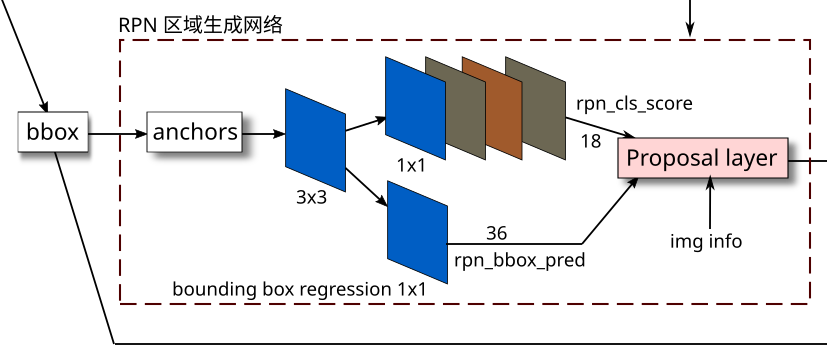 RPN 区域生成网络
bbox
anchors
3x3
1x1
rpn_cls_score
18
Proposal layer
36
rpn_bbox_pred
img info
bounding box regression 1x1